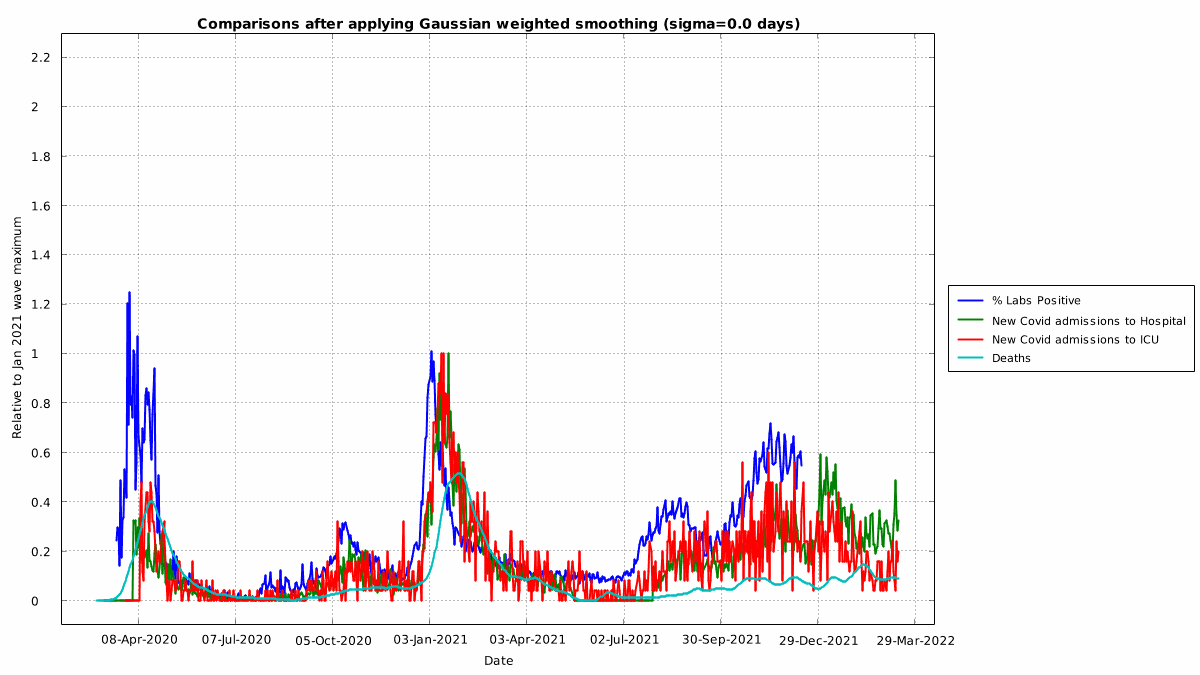 Comparisons after applying Gaussian weighted smoothing (sigma=0.0 days)
Relative to Jan 2021 wave maximum
2.2
2
1.8
1.6
1.4
1.2
1
0.8
0.6
0.4
0.2
0
08-Apr-2020 07-Jul-2020 05-Oct-2020 03-Jan-2021 03-Apr-2021 02-Jul-2021 30-Sep-2021 29-Dec-2021 29-Mar-2022
Date
% Labs Positive
New Covid admissions to Hospital
New Covid admissions to ICU
Deaths